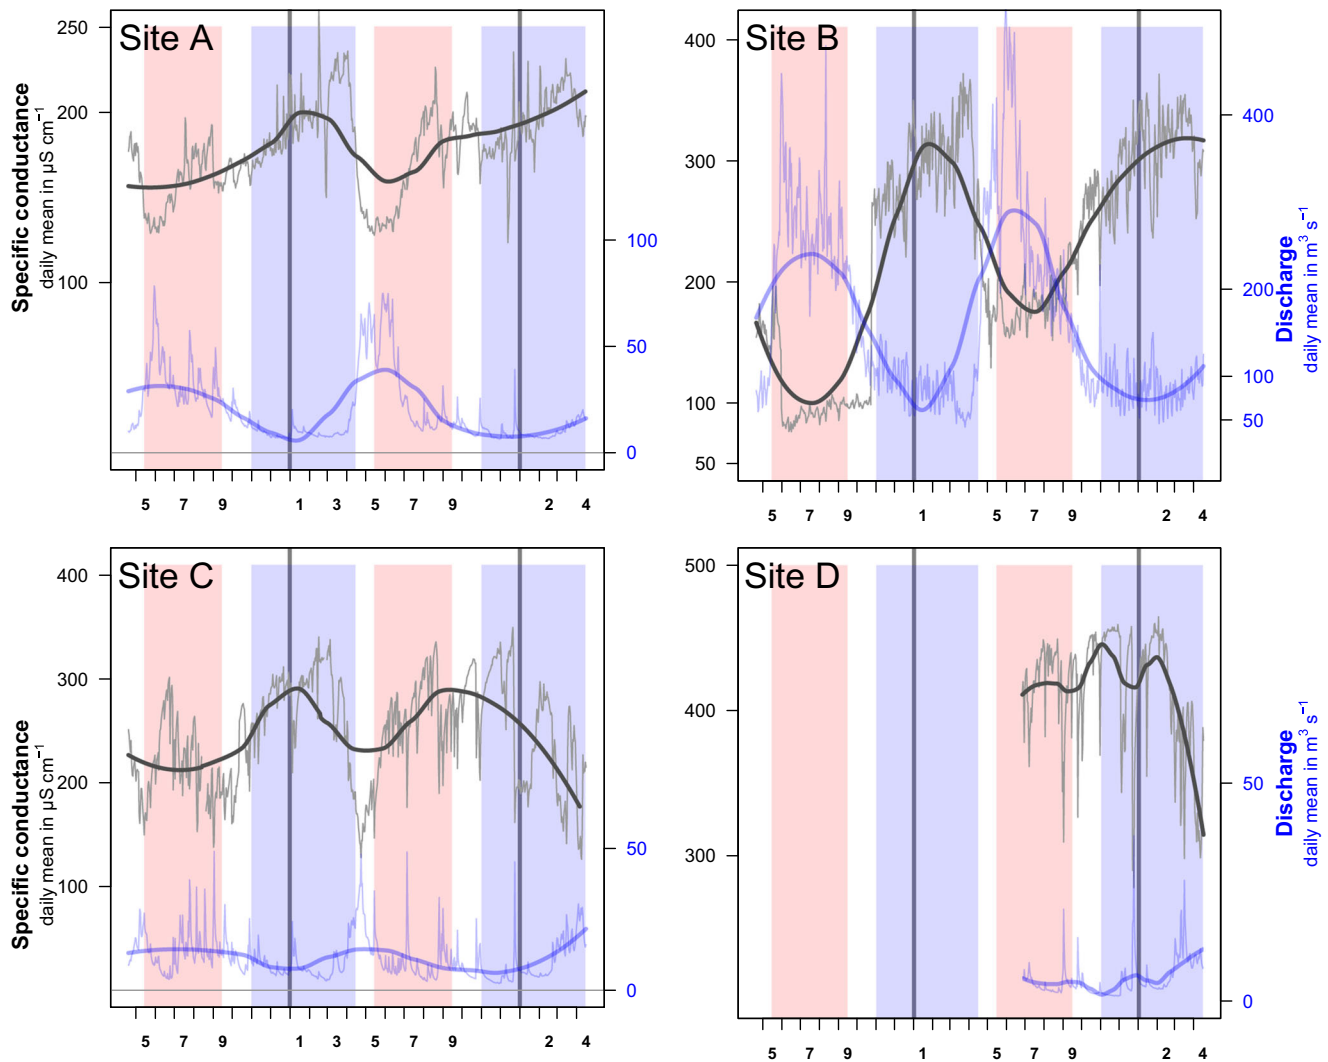 Site A
250
200
100
Specific conductance
daily mean in µS cm−1
100
50
0
5 7 9 1 3 5 7 9 2 4
Site B
400
300
200
100
50
400
200
100
50
Discharge
daily mean in m3 s−1
5 7 9 1 5 7 9 2 4
Site C
400
300
200
100
Specific conductance
daily mean in µS cm−1
50
0
5 7 9 1 3 5 7 9 2 4
Site D
500
400
300
50
0
Discharge
daily mean in m3 s−1
5 7 9 1 5 7 9 2 4